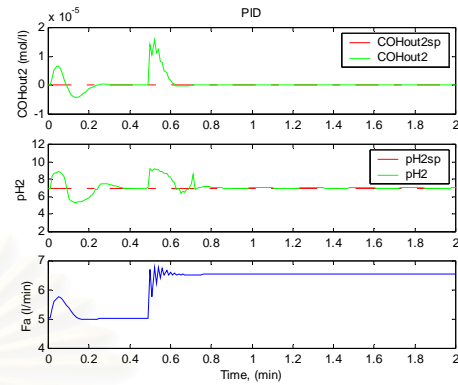 PID
x 10-5
COHout2 (mol/l)
2
1
0
-1
COHout2sp
COHout2
0 0.2 0.4 0.6 0.8 1 1.2 1.4 1.6 1.8 2
pH2
12
10
8
6
4
2
pH2sp
pH2
0 0.2 0.4 0.6 0.8 1 1.2 1.4 1.6 1.8 2
Fa (l/min)
7
6
5
4
0 0.2 0.4 0.6 0.8 1 1.2 1.4 1.6 1.8 2
Time, (min)